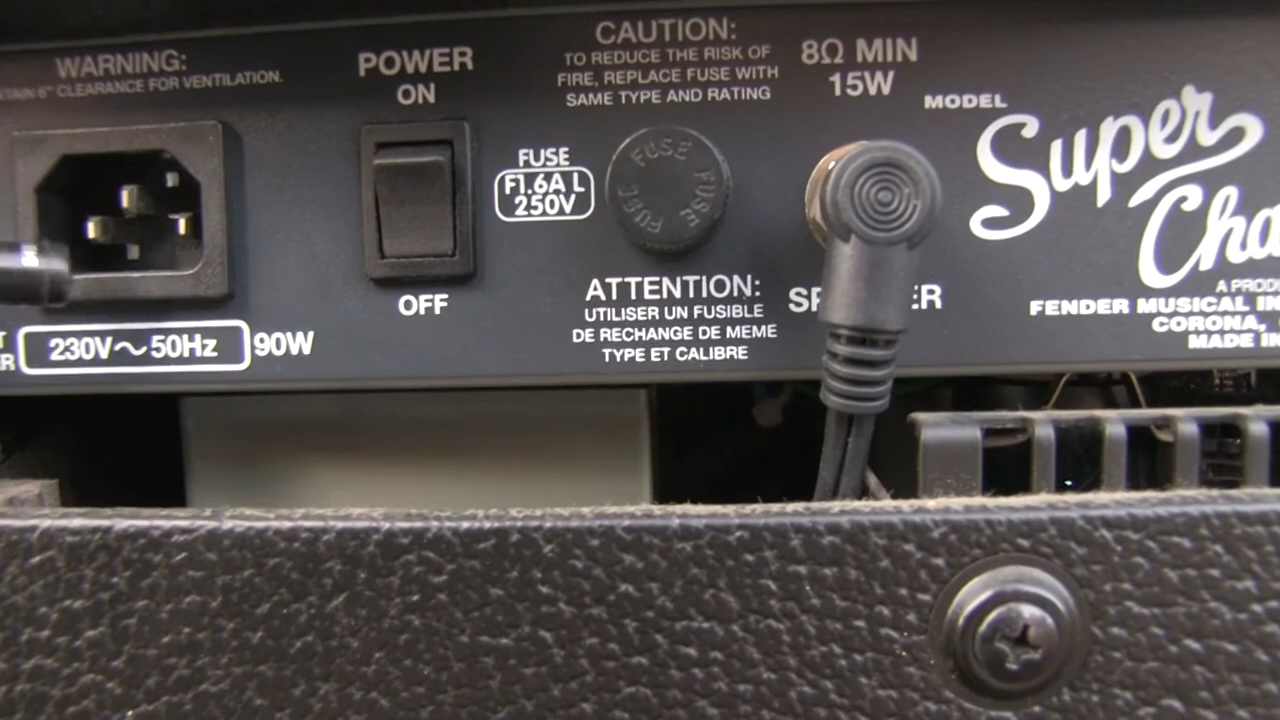 WARNING:
6" CLEARANCE FOR VENTILATION.
230V~50Hz
90W
POWER
ON
OFF
CAUTION:
TO REDUCE THE RISK OF
FIRE, REPLACE FUSE WITH
SAME TYPE AND RATING
FUSE
F1.6A L
250V
FUSE FUSE FUSE
ATTENTION:
UTILISER UN FUSIBLE
DE RECHANGE DE MEME
TYPE ET CALIBRE
8Ω MIN
15W
MODEL
Super
FENDER MUSICAL
CORONA,
MADE